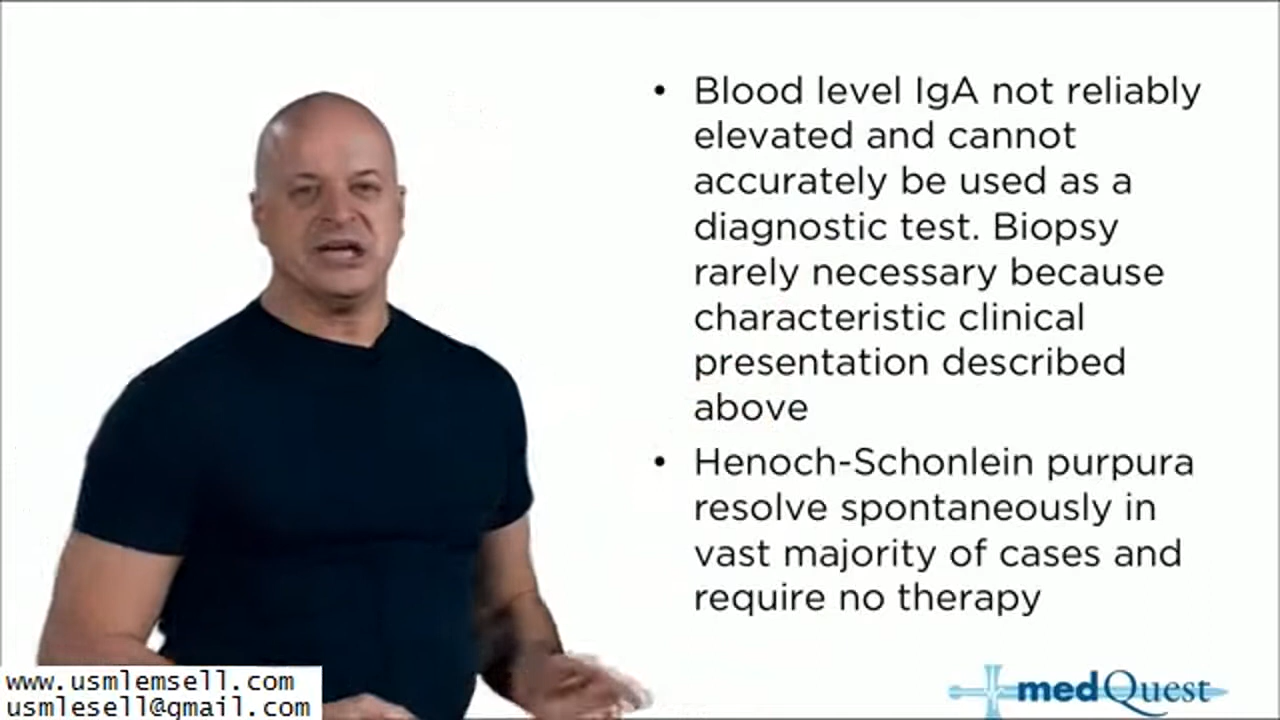 • Blood level IgA not reliably
elevated and cannot
accurately be used as a
diagnostic test. Biopsy
rarely necessary because
characteristic clinical
presentation described
above
• Henoch-Schonlein purpura
resolve spontaneously in
vast majority of cases and
require no therapy
www.usmlemsell.com
usmlesell@gmail.com
medQuest